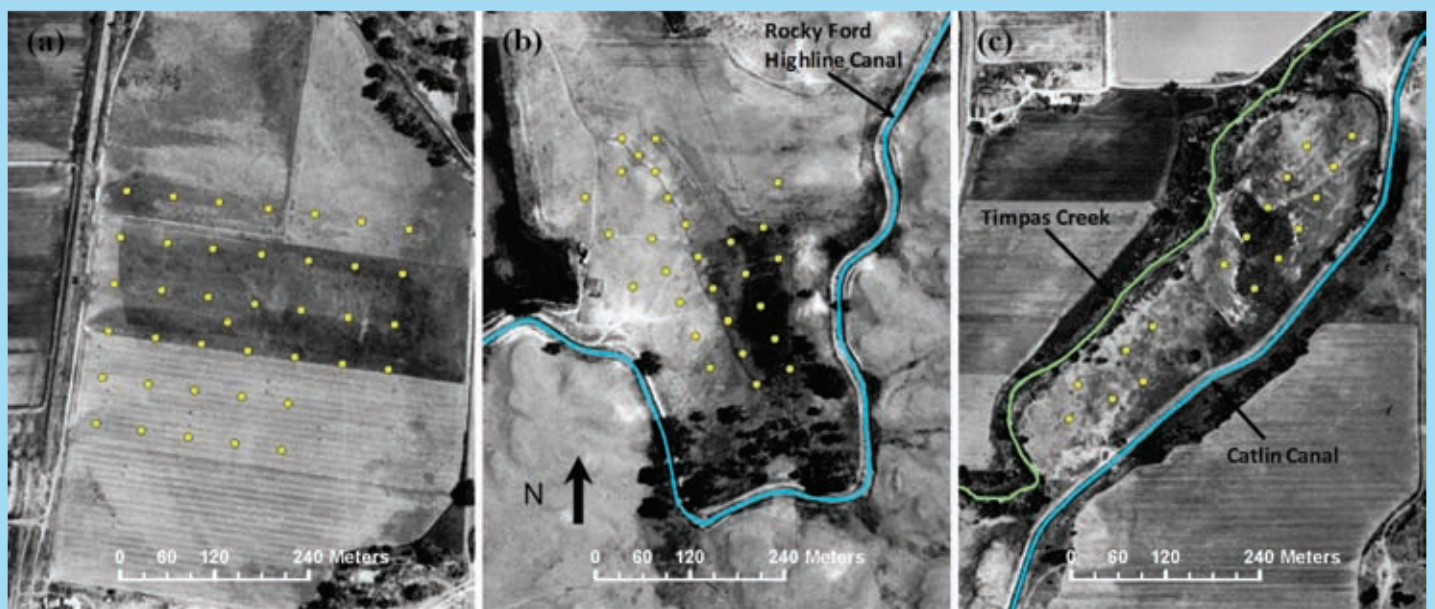 (a)
0 60 120 240 Meters
(b)
Rocky Ford
Highline Canal
N
0 60 120 240 Meters
(c)
Timpas Creek
Catlin Canal
0 60 120 240 Meters